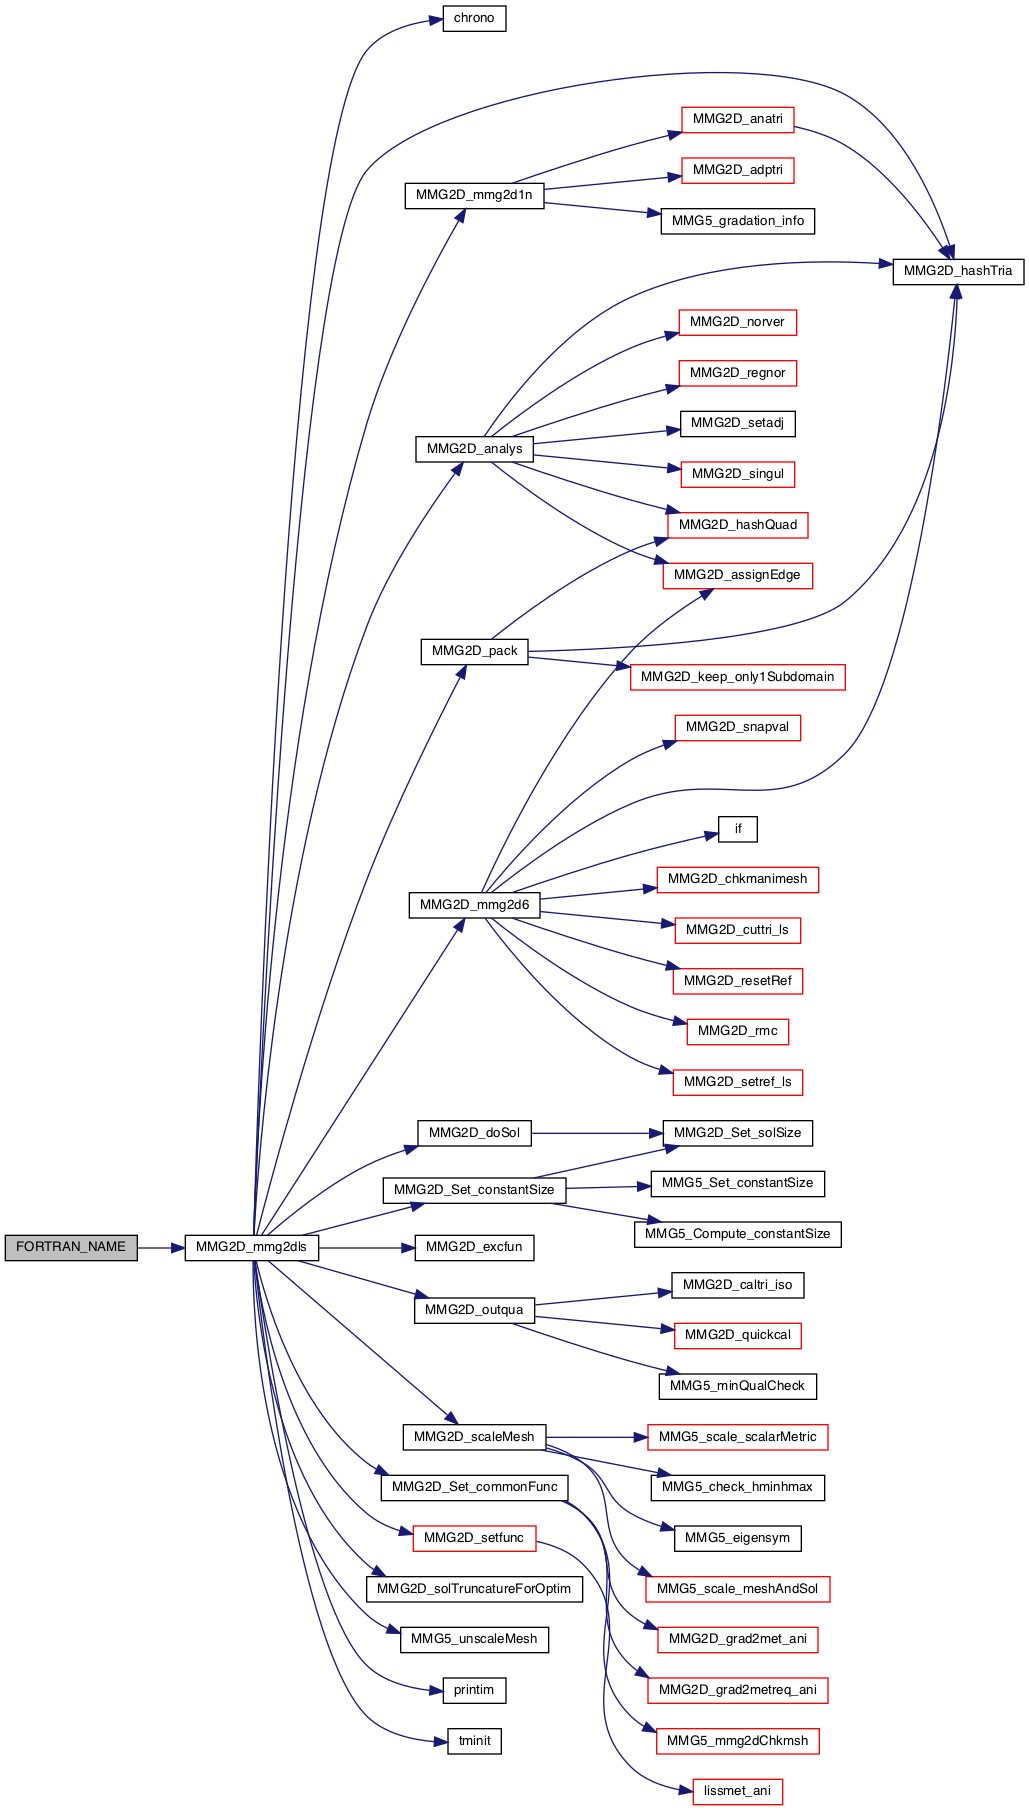 chrono
MMG2D_anatri
MMG2D_adptri
MMG2D_mmg2d1n
MMG5_gradation_info
MMG2D_hashTria
MMG2D_norver
MMG2D_regnor
MMG2D_setadj
MMG2D_analys
MMG2D_singul
MMG2D_hashQuad
MMG2D_assignEdge
MMG2D_pack
MMG2D_keep_only1Subdomain
MMG2D_snapval
if
MMG2D_chkmanimesh
MMG2D_mmg2d6
MMG2D_cuttri_ls
MMG2D_resetRef
MMG2D_rmc
MMG2D_setref_ls
MMG2D_doSol
MMG2D_Set_solSize
MMG2D_Set_constantSize
MMG5_Set_constantSize
MMG5_Compute_constantSize
FORTRAN_NAME
MMG2D_mmg2dls
MMG2D_excfun
MMG2D_caltri_iso
MMG2D_outqua
MMG2D_quickcal
MMG5_minQualCheck
MMG2D_scaleMesh
MMG5_scale_scalarMetric
MMG2D_Set_commonFunc
MMG5_check_hminhmax
MMG2D_setfunc
MMG5_eigensym
MMG2D_solTruncatureForOptim
MMG5_scale_meshAndSol
MMG5_unscaleMesh
MMG2D_grad2met_ani
printim
MMG2D_grad2metreq_ani
tminit
MMG5_mmg2dChkmsh
lissmet_ani